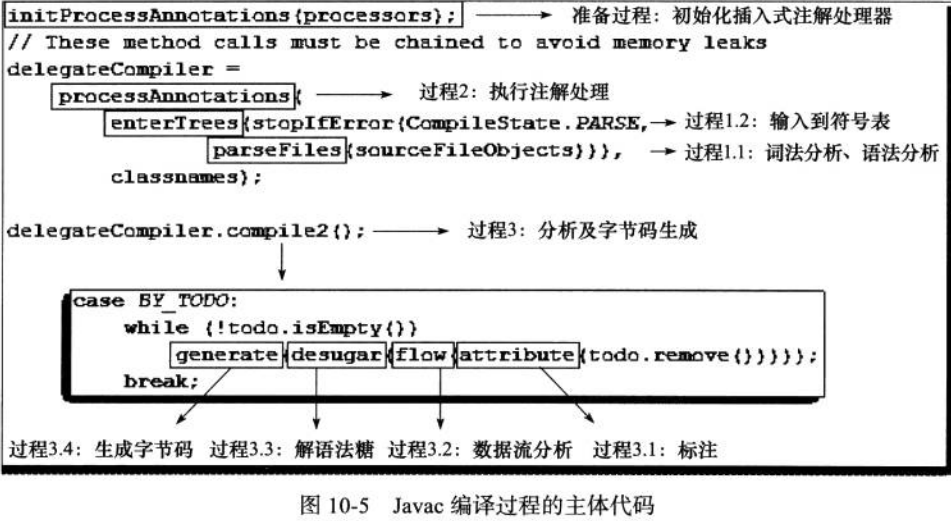 initProcessAnnotations(processors); 准备过程：初始化插入式注解处理器
// These method calls must be chained to avoid memory leaks
delegateCompiler =
processAnnotations( 过程2：执行注解处理
enterTrees(stopIfError(CompileState.PARSE, 过程1.2：输入到符号表
parseFiles(sourceFileObjects))), 过程1.1：词法分析、语法分析
classnames);
delegateCompiler.compile2(); 过程3：分析及字节码生成
case BY_TODO:
while (!todo.isEmpty())
generate(desugar(flow(attribute(todo.remove()))));
break;
过程3.4：生成字节码 过程3.3：解语法糖 过程3.2：数据流分析 过程3.1：标注
图 10-5 Javac 编译过程的主体代码